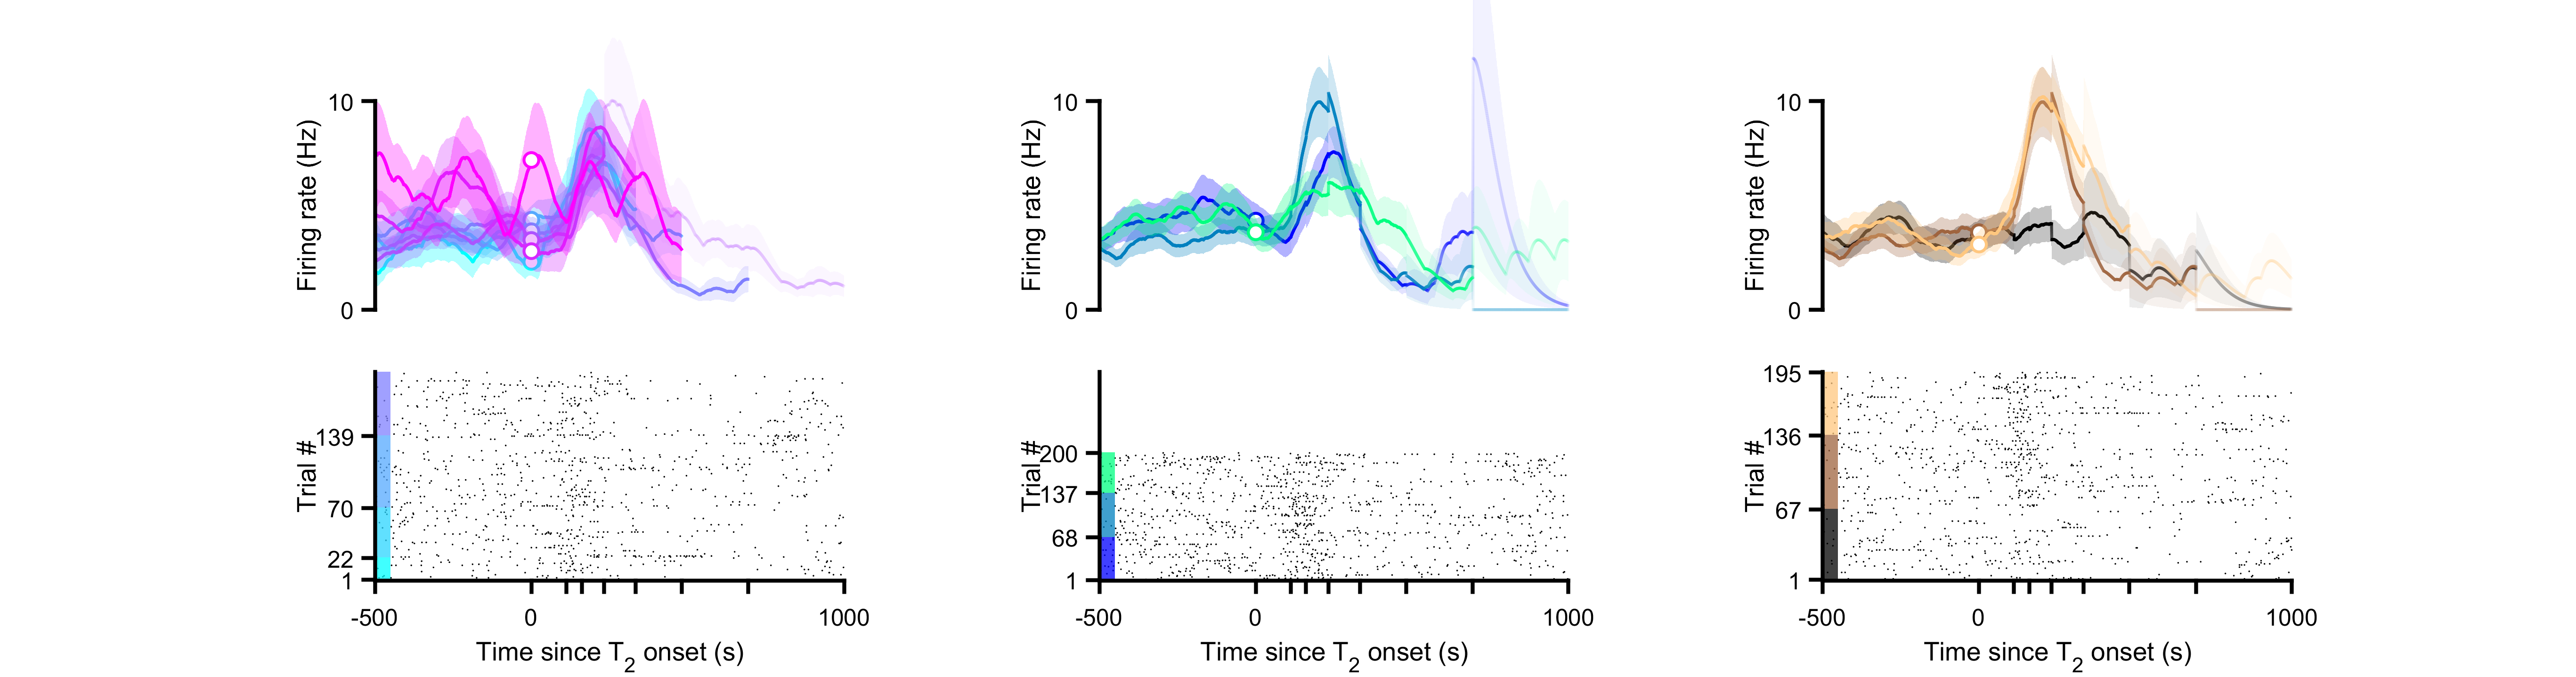 10
Firing rate (Hz)
0
10
Firing rate (Hz)
0
10
Firing rate (Hz)
0
Trial #
139
70
22
1
-500 0 1000
Time since T2 onset (s)
Trial #
200
137
68
1
-500 0 1000
Time since T2 onset (s)
Trial #
195
136
67
1
-500 0 1000
Time since T2 onset (s)